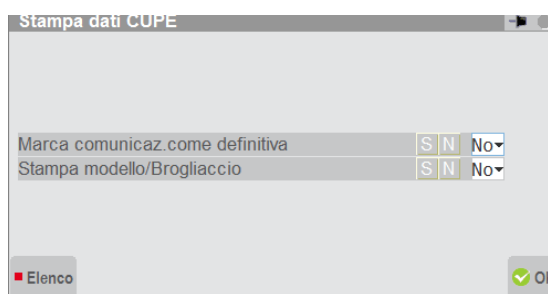 Stampa dati CUPE
Marca comunicaz.come definitiva S N No
Stampa modello/Brogliaccio S N No
Elenco